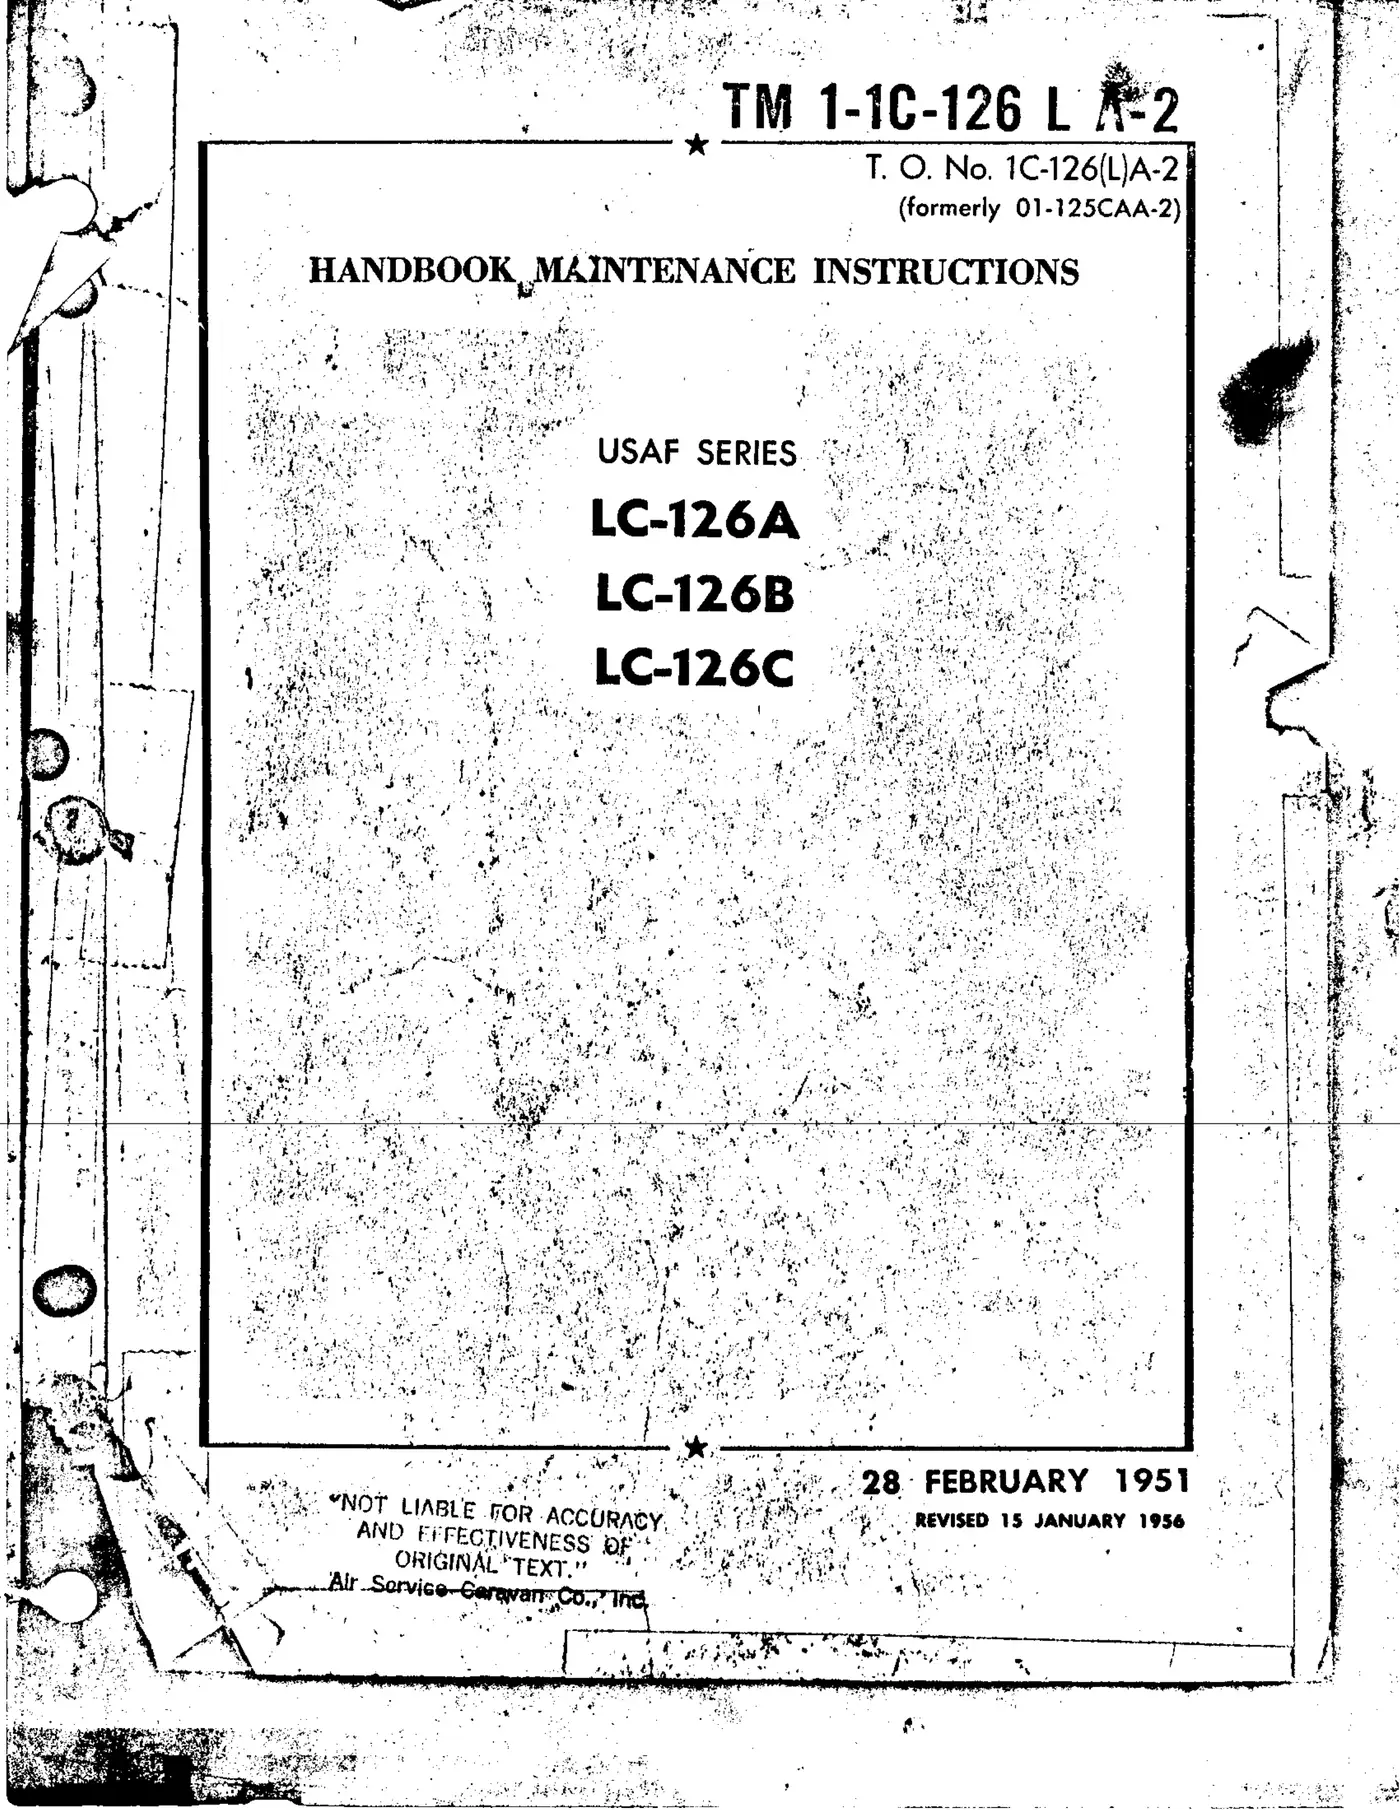 TM 1-1C-126 L A-2
T. O. No. 1C-126(L)A-2
(formerly 01-125CAA-2)
HANDBOOK MAINTENANCE INSTRUCTIONS
USAF SERIES
LC-126A
LC-126B
LC-126C
28 FEBRUARY 1951
REVISED 15 JANUARY 1956
"NOT LIABLE FOR ACCURACY
AND EFFECTIVENESS OF
ORIGINAL TEXT."
Air Service Caravan Co., Inc.